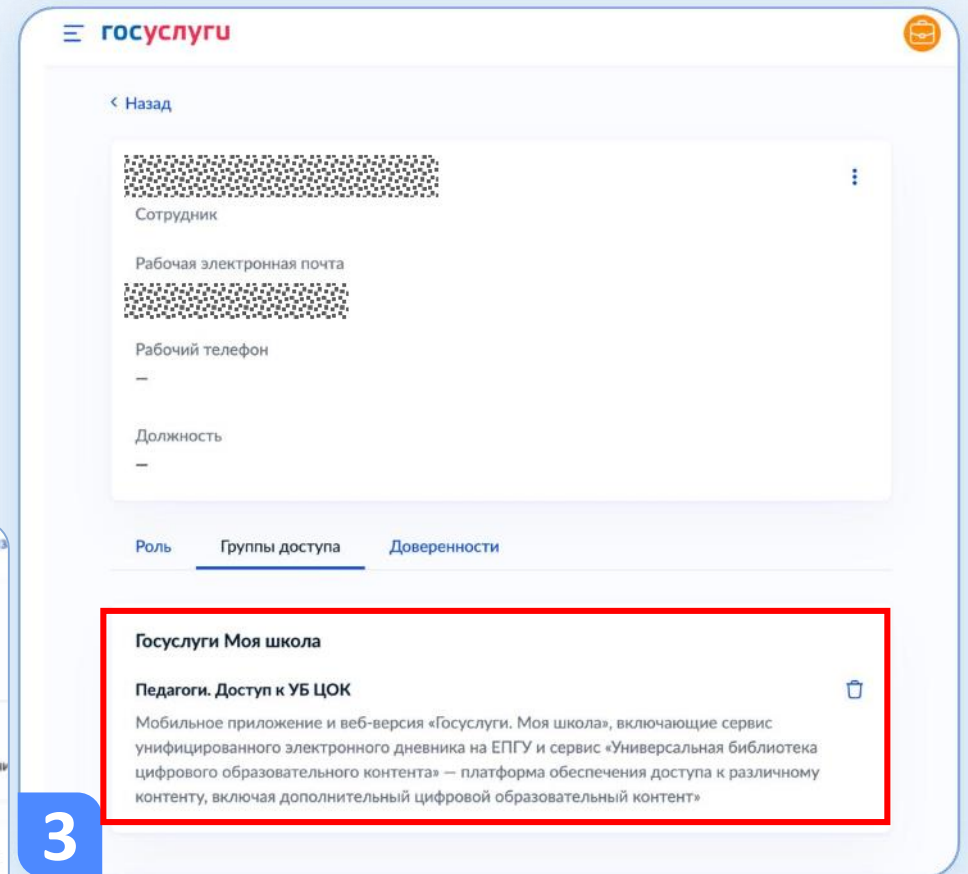 госуслуги
Назад
Сотрудник
Рабочая электронная почта
Рабочий телефон
—
Должность
—
Роль Группы доступа Доверенности
Госуслуги Моя школа
Педагоги. Доступ к УБ ЦОК
Мобильное приложение и веб-версия «Госуслуги. Моя школа», включающие сервис
унифицированного электронного дневника на ЕПГУ и сервис «Универсальная библиотека
цифрового образовательного контента» — платформа обеспечения доступа к различному
контенту, включая дополнительный цифровой образовательный контент»
3